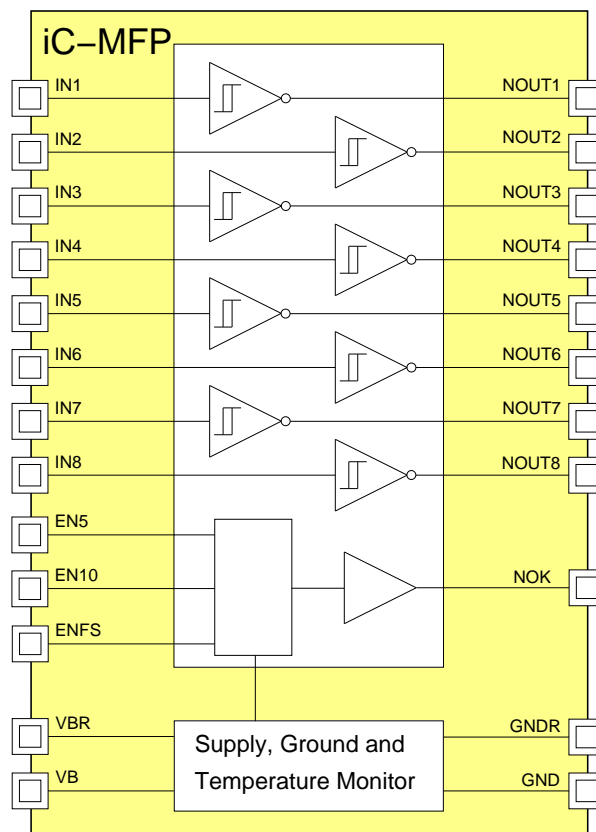 iC-MFP
IN1 NOUT1
IN2 NOUT2
IN3 NOUT3
IN4 NOUT4
IN5 NOUT5
IN6 NOUT6
IN7 NOUT7
IN8 NOUT8
EN5
EN10 NOK
ENFS
VBR GNDR
Supply, Ground and
VB GND
Temperature Monitor